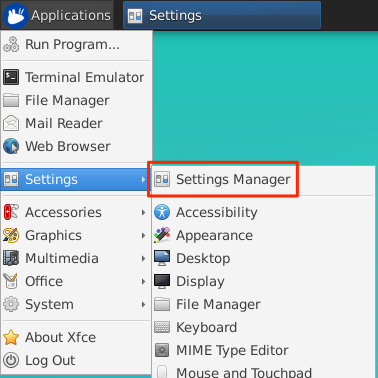 Applications Settings
Run Program...
Terminal Emulator
File Manager
Mail Reader
Web Browser
Settings
Accessories
Graphics
Multimedia
Office
System
About Xfce
Log Out
Settings Manager
Accessibility
Appearance
Desktop
Display
File Manager
Keyboard
MIME Type Editor
Mouse and Touchpad